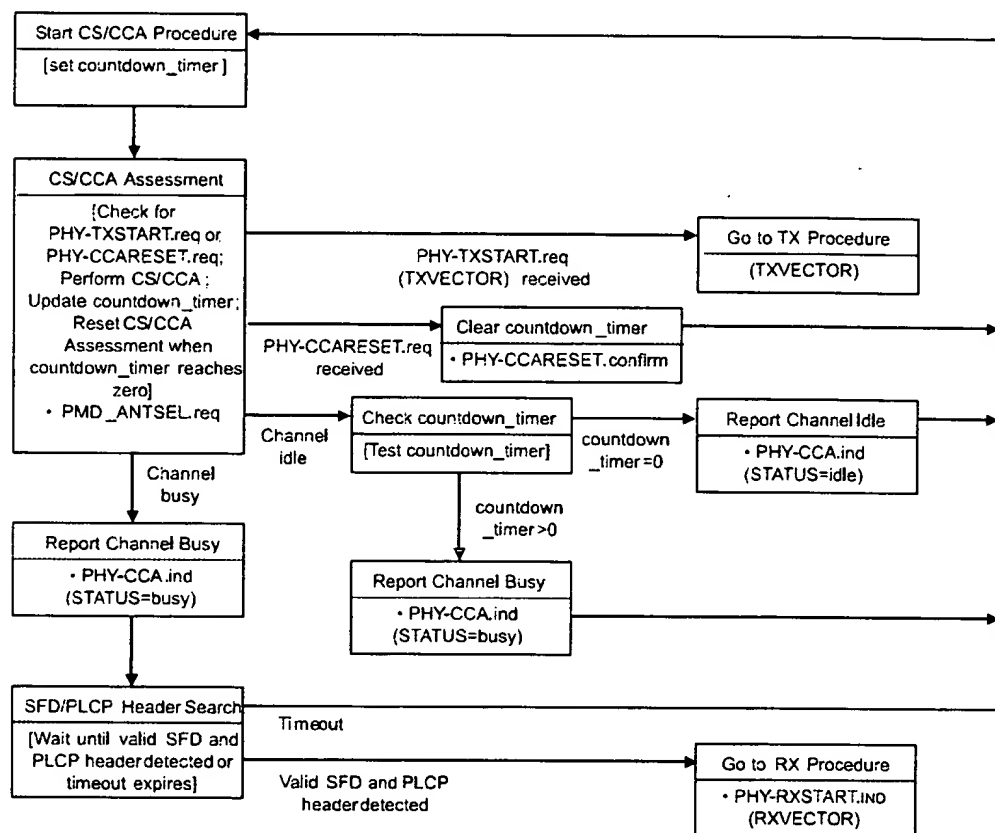 Start CS/CCA Procedure
[set countdown_timer]
CS/CCA Assessment
[Check for
PHY-TXSTART.req or
PHY-CCARESET.req;
Perform CS/CCA;
Update countdown_timer;
Reset CS/CCA
Assessment when
countdown_timer reaches
zero]
• PMD_ANTSEL.req
PHY-TXSTART.req
(TXVECTOR) received
Go to TX Procedure
(TXVECTOR)
PHY-CCARESET.req
received
Clear countdown_timer
• PHY-CCARESET.confirm
Channel
idle
Check countdown_timer
[Test countdown_timer]
countdown
_timer=0
Report Channel Idle
• PHY-CCA.ind
(STATUS=idle)
Channel
busy
countdown
_timer>0
Report Channel Busy
• PHY-CCA.ind
(STATUS=busy)
Report Channel Busy
• PHY-CCA.ind
(STATUS=busy)
SFD/PLCP Header Search
[Wait until valid SFD and
PLCP header detected or
timeout expires]
Timeout
Valid SFD and PLCP
header detected
Go to RX Procedure
• PHY-RXSTART.IND
(RXVECTOR)